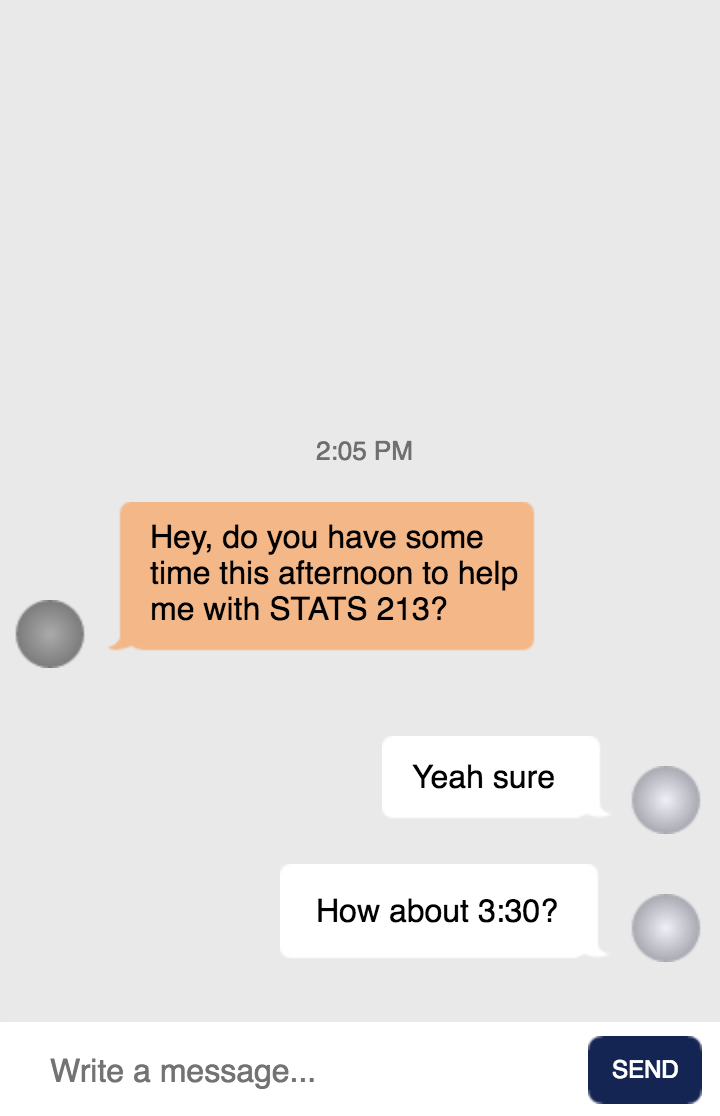 2:05 PM
Hey, do you have some
time this afternoon to help
me with STATS 213?
Yeah sure
How about 3:30?
Write a message...
SEND